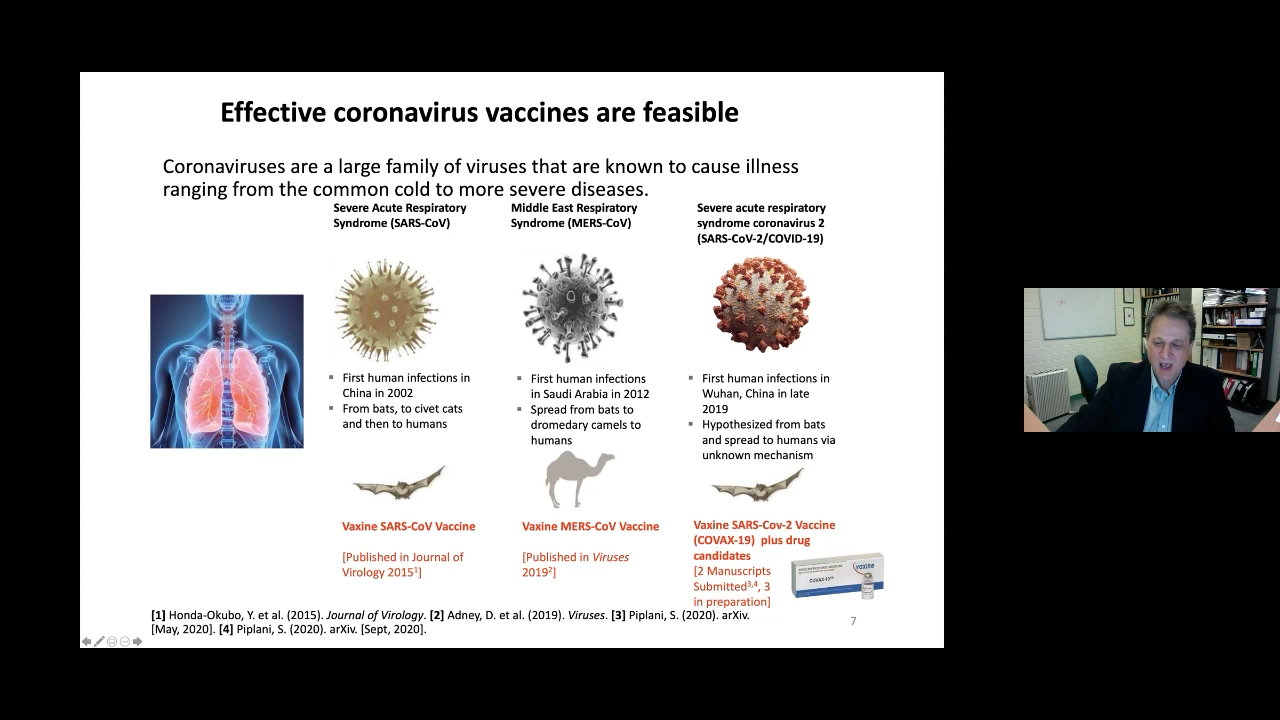 Effective coronavirus vaccines are feasible
Coronaviruses are a large family of viruses that are known to cause illness
ranging from the common cold to more severe diseases.
Severe Acute Respiratory
Syndrome (SARS-CoV)
Middle East Respiratory
Syndrome (MERS-CoV)
Severe acute respiratory
syndrome coronavirus 2
(SARS-CoV-2/COVID-19)
▪ First human infections in
China in 2002
▪ From bats, to civet cats
and then to humans
▪ First human infections
in Saudi Arabia in 2012
▪ Spread from bats to
dromedary camels to
humans
▪ First human infections in
Wuhan, China in late
2019
▪ Hypothesized from bats
and spread to humans via
unknown mechanism
Vaxine SARS-CoV Vaccine
[Published in Journal of
Virology 2015¹]
Vaxine MERS-CoV Vaccine
[Published in Viruses
2019²]
Vaxine SARS-Cov-2 Vaccine
(COVAX-19) plus drug
candidates
[2 Manuscripts
Submitted³,⁴, 3
in preparation]
vaxine
COVAX-19™
[1] Honda-Okubo, Y. et al. (2015). Journal of Virology. [2] Adney, D. et al. (2019). Viruses. [3] Piplani, S. (2020). arXiv.
[May, 2020]. [4] Piplani, S. (2020). arXiv. [Sept, 2020].
7